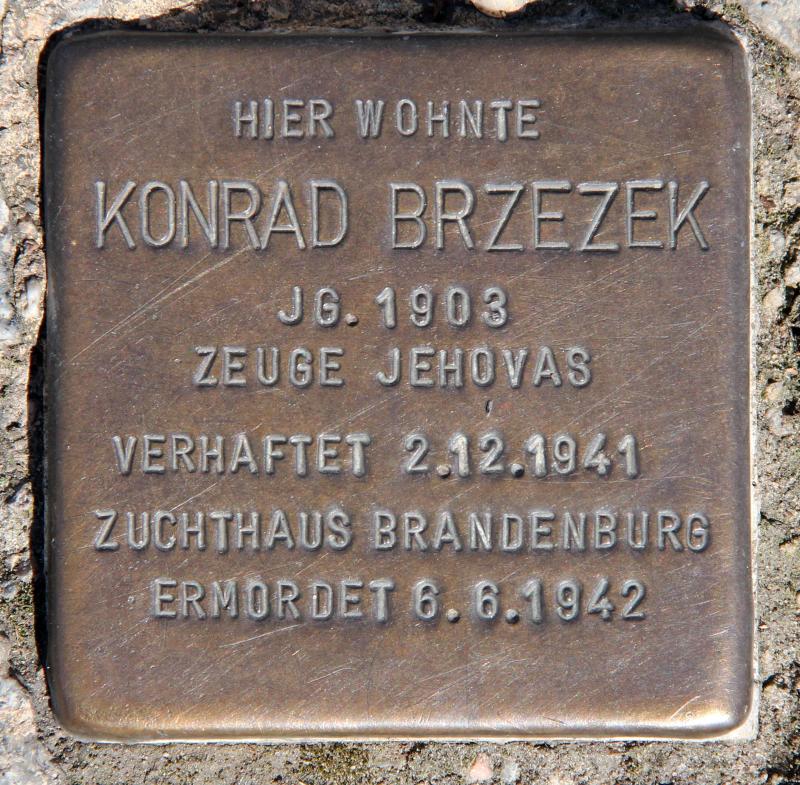 HIER WOHNTE
KONRAD BRZEZEK
JG. 1903
ZEUGE JEHOVAS
VERHAFTET 2.12.1941
ZUCHTHAUS BRANDENBURG
ERMORDET 6.6.1942